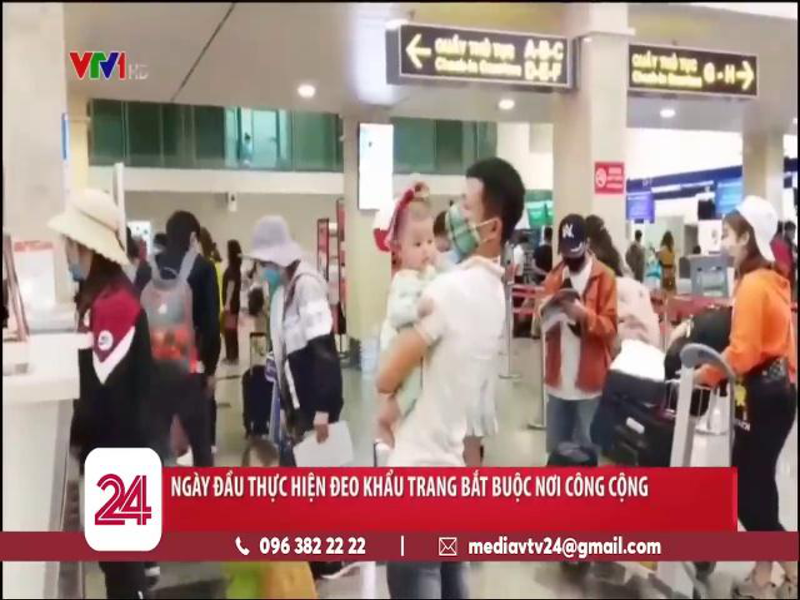 VTV1 HD
QUẦY THỦ TỤC A-B-C
Check-in Counters D-E-F
QUẦY THỦ TỤC G - H
Check-in Counters
NY
24
NGÀY ĐẦU THỰC HIỆN ĐEO KHẨU TRANG BẮT BUỘC NƠI CÔNG CỘNG
096 382 22 22 | mediavtv24@gmail.com